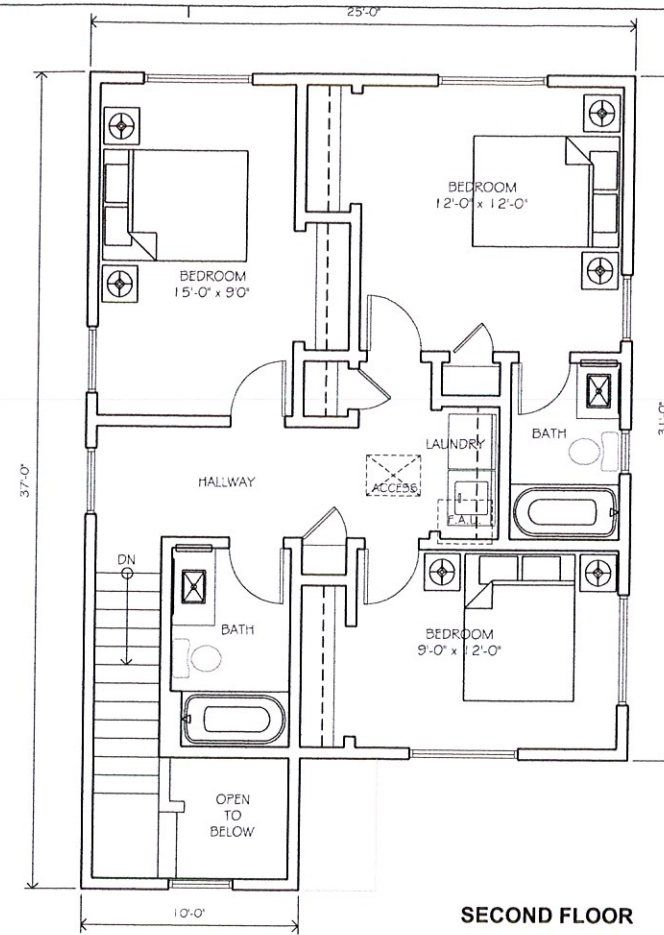 25'-0"
BEDROOM
12'-0" x 12'-0"
BEDROOM
15'-0" x 9'0"
37'-0"
31'-0"
LAUNDRY
BATH
HALLWAY
ACCESS
F.A.U.
DN
BATH
BEDROOM
9'-0" x 12'-0"
OPEN
TO
BELOW
10'-0"
SECOND FLOOR